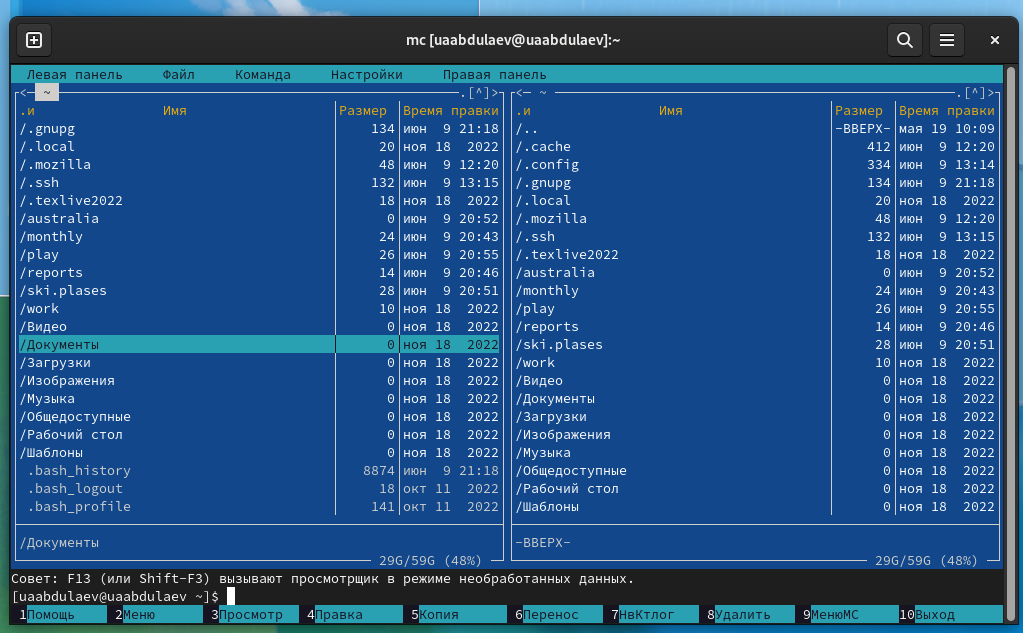 mc [uaabdulaev@uaabdulaev]:~
Левая панель Файл Команда Настройки Правая панель
<─ ~ .[^]> <─ ~ .[^]>
.и Имя Размер Время правки .и Имя Размер Время правки
/.gnupg 134 июн 9 21:18 /.. -ВВЕРХ- мая 19 10:09
/.local 20 ноя 18 2022 /.cache 412 июн 9 12:20
/.mozilla 48 июн 9 12:20 /.config 334 июн 9 13:14
/.ssh 132 июн 9 13:15 /.gnupg 134 июн 9 21:18
/.texlive2022 18 ноя 18 2022 /.local 20 ноя 18 2022
/australia 0 июн 9 20:52 /.mozilla 48 июн 9 12:20
/monthly 24 июн 9 20:43 /.ssh 132 июн 9 13:15
/play 26 июн 9 20:55 /.texlive2022 18 ноя 18 2022
/reports 14 июн 9 20:46 /australia 0 июн 9 20:52
/ski.plases 28 июн 9 20:51 /monthly 24 июн 9 20:43
/work 10 ноя 18 2022 /play 26 июн 9 20:55
/Видео 0 ноя 18 2022 /reports 14 июн 9 20:46
/Документы 0 ноя 18 2022 /ski.plases 28 июн 9 20:51
/Загрузки 0 ноя 18 2022 /work 10 ноя 18 2022
/Изображения 0 ноя 18 2022 /Видео 0 ноя 18 2022
/Музыка 0 ноя 18 2022 /Документы 0 ноя 18 2022
/Общедоступные 0 ноя 18 2022 /Загрузки 0 ноя 18 2022
/Рабочий стол 0 ноя 18 2022 /Изображения 0 ноя 18 2022
/Шаблоны 0 ноя 18 2022 /Музыка 0 ноя 18 2022
.bash_history 8874 июн 9 21:18 /Общедоступные 0 ноя 18 2022
.bash_logout 18 окт 11 2022 /Рабочий стол 0 ноя 18 2022
.bash_profile 141 окт 11 2022 /Шаблоны 0 ноя 18 2022
/Документы -ВВЕРХ-
29G/59G (48%) 29G/59G (48%)
Совет: F13 (или Shift-F3) вызывают просмотрщик в режиме необработанных данных.
[uaabdulaev@uaabdulaev ~]$
1Помощь 2Меню 3Просмотр 4Правка 5Копия 6Перенос 7НвКтлог 8Удалить 9МенюМС 10Выход